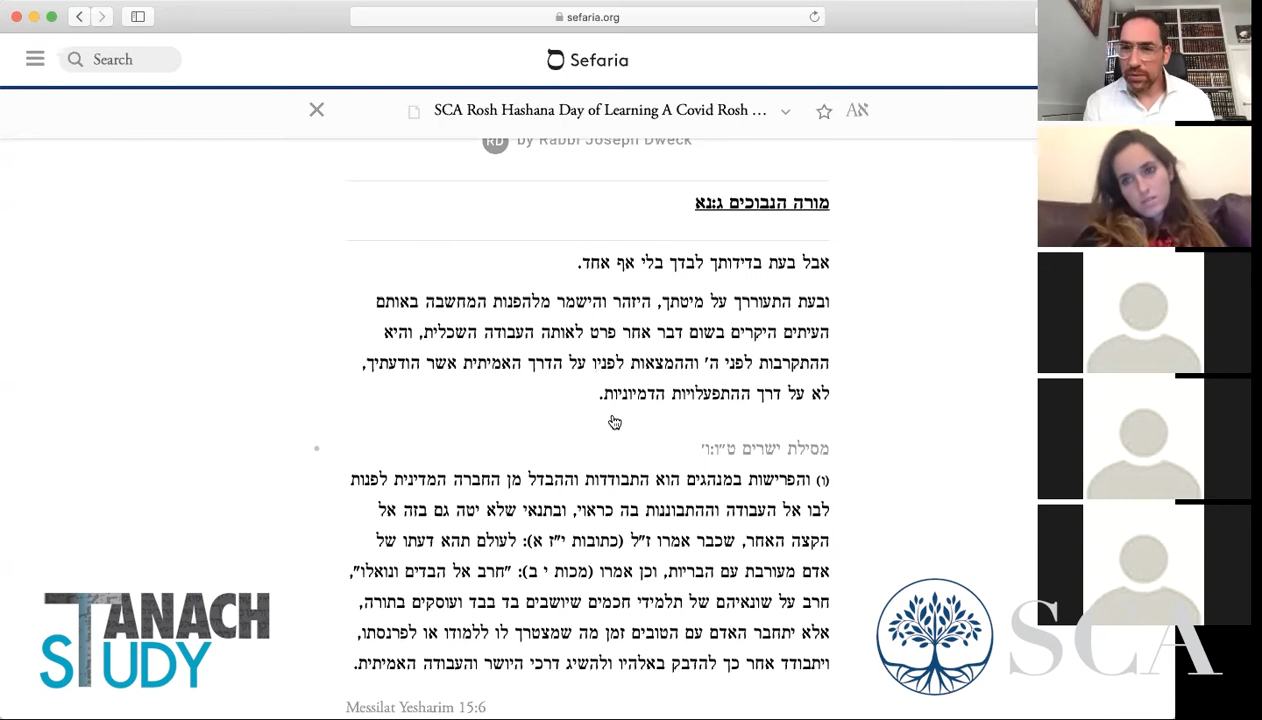 sefaria.org
Search
Sefaria
SCA Rosh Hashana Day of Learning A Covid Rosh ...
אA
RD by Rabbi Joseph Dweck
מורה הנבוכים ג:נא
אבל בעת בדידותך לבדך בלי אף אחד.
ובעת התעוררך על מיטתך, היזהר והישמר מלהפנות המחשבה באותם
העיתים היקרים בשום דבר אחר פרט לאותה העבודה השכלית, והיא
ההתקרבות לפני ה' וההמצאות לפניו על הדרך האמיתית אשר הודעתיך,
לא על דרך ההתפעלויות הדמיוניות.
מסילת ישרים ט״ו:ו׳
(ו) והפרישות במנהגים הוא התבודדות וההבדל מן החברה המדינית לפנות
לבו אל העבודה וההתבוננות בה כראוי, ובתנאי שלא יטה גם בזה אל
הקצה האחר, שכבר אמרו ז"ל (כתובות י"ז א): לעולם תהא דעתו של
אדם מעורבת עם הבריות, וכן אמרו (מכות י ב): "חרב אל הבדים ונואלו",
חרב על שונאיהם של תלמידי חכמים שיושבים בד בבד ועוסקים בתורה,
אלא יתחבר האדם עם הטובים זמן מה שמצטרך לו ללמודו או לפרנסתו,
ויתבודד אחר כך להדבק באלהיו ולהשיג דרכי היושר והעבודה האמיתית.
Messilat Yesharim 15:6
TANACH
STUDY
SCA